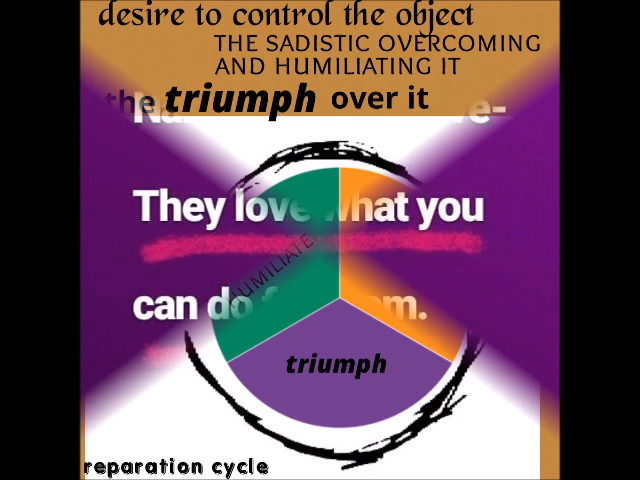 desire to control the object
THE SADISTIC OVERCOMING
AND HUMILIATING IT
the triumph over it
They love what you
HUMILIATE
can do
triumph
reparation cycle